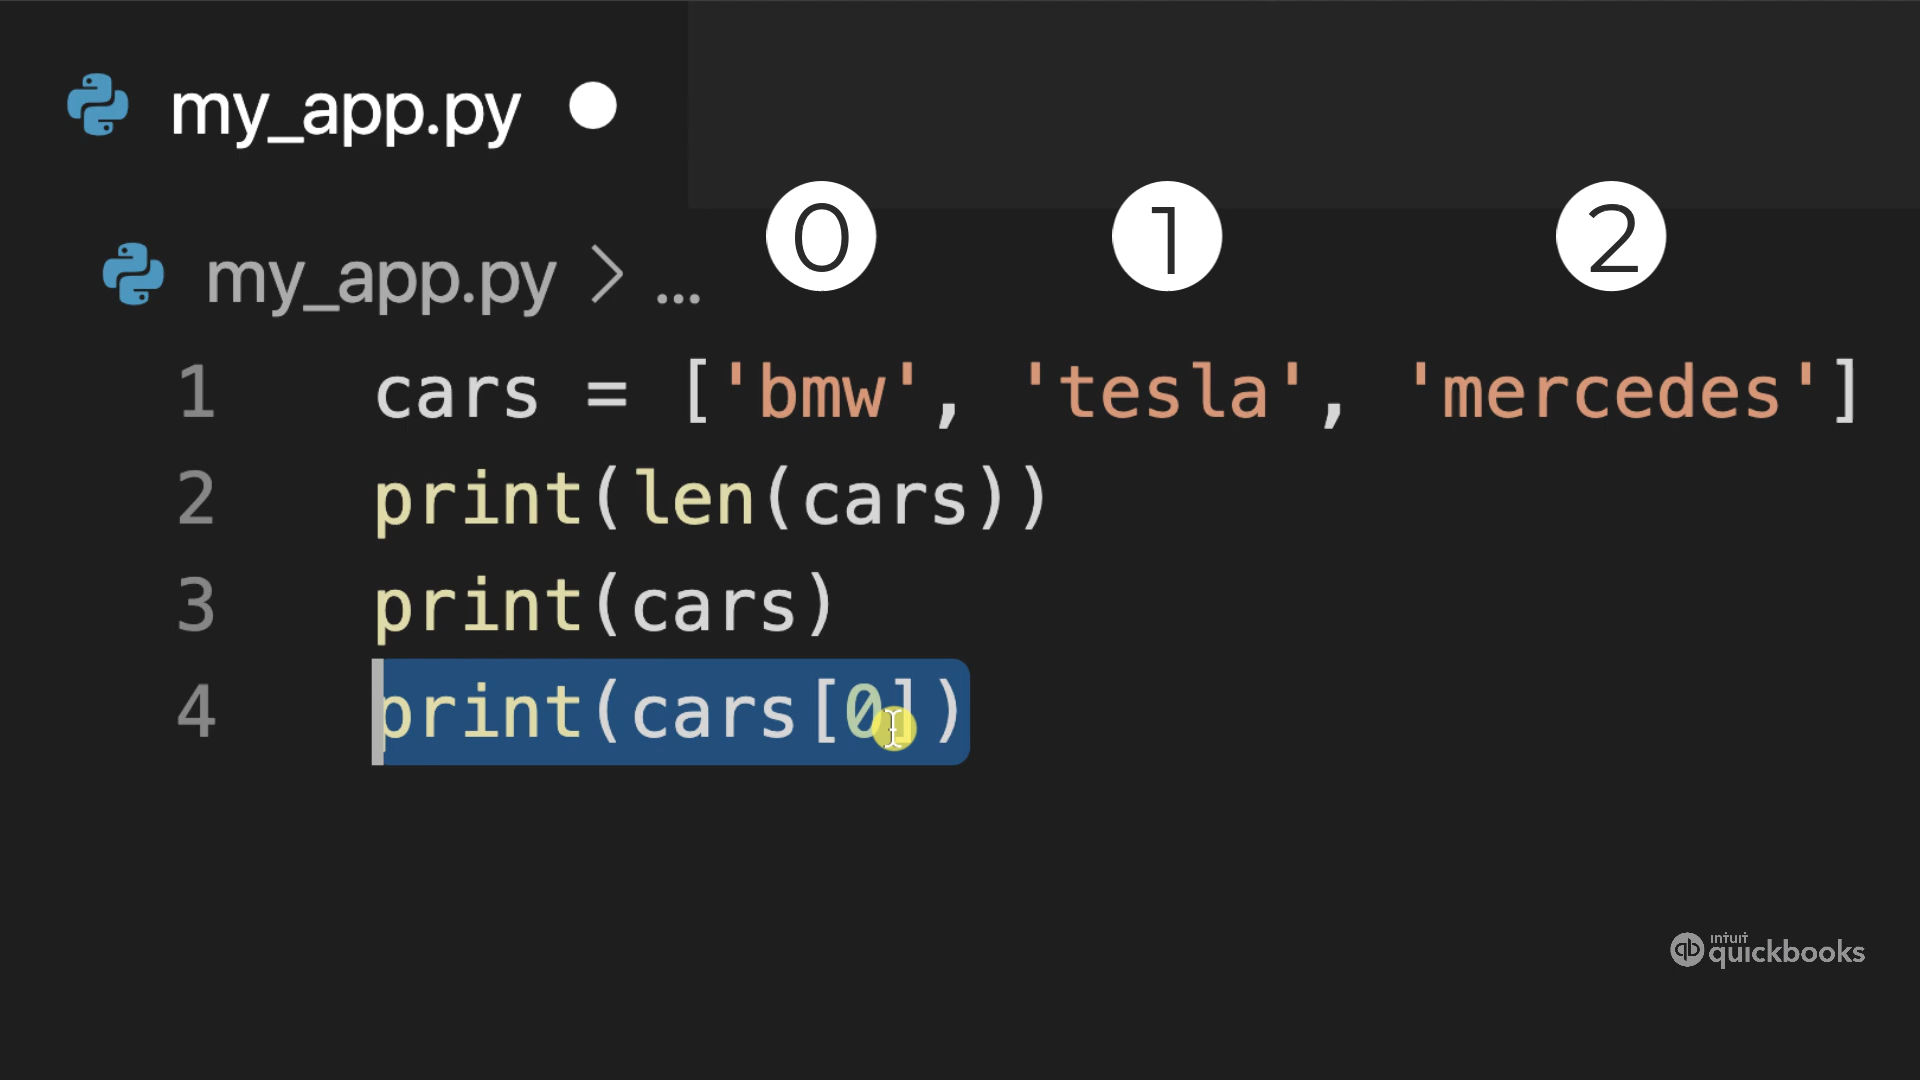 my_app.py
0 1 2
my_app.py > ...
1 cars = ['bmw', 'tesla', 'mercedes']
2 print(len(cars))
3 print(cars)
4 print(cars[0])
intuit
quickbooks